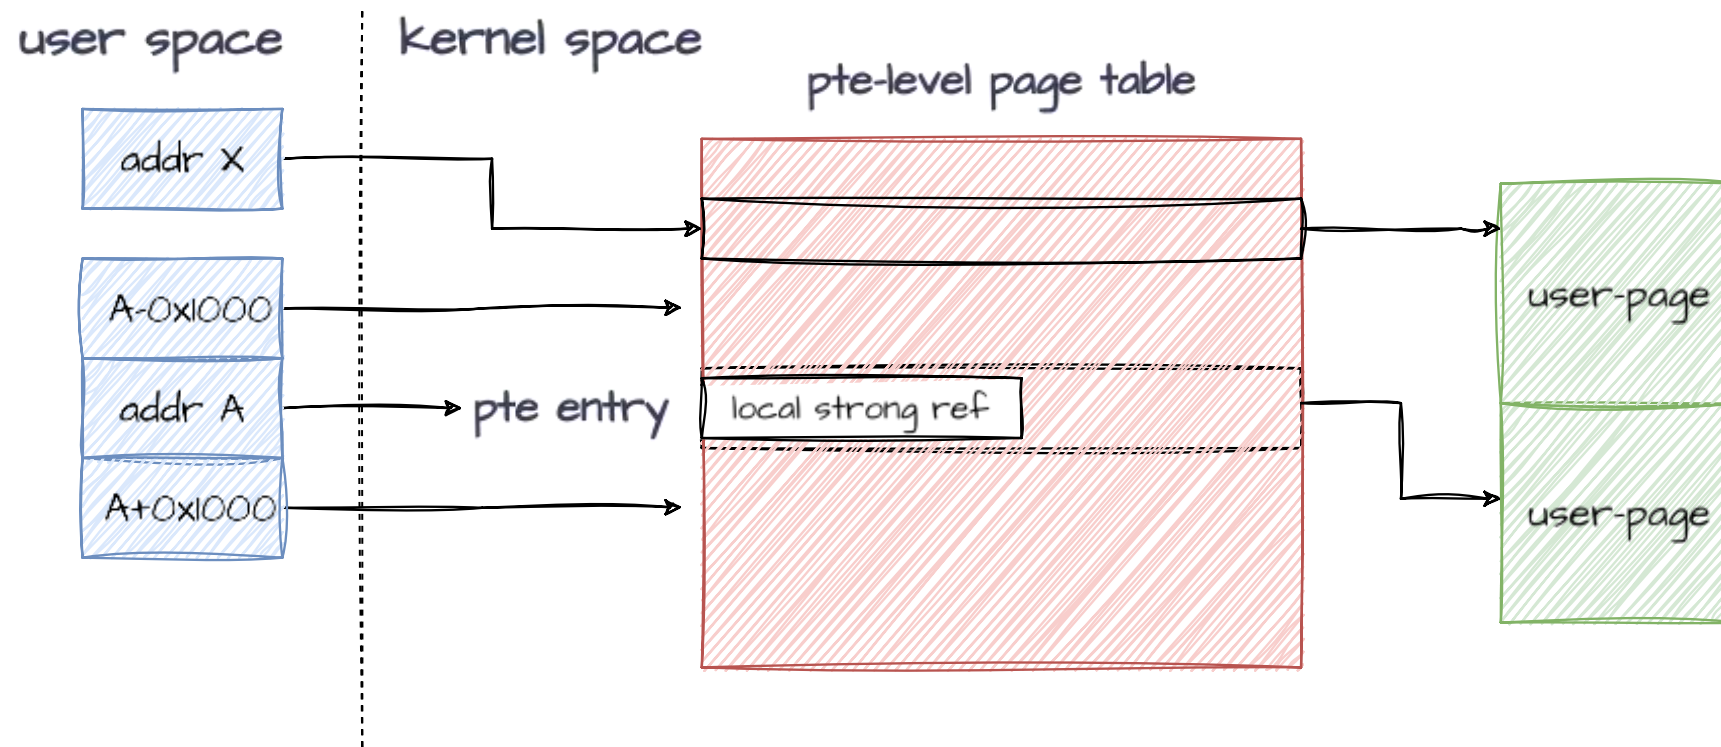 user space
kernel space
pte-level page table
addr X
A-0x1000
user-page
addr A
pte entry
local strong ref
A+0x1000
user-page